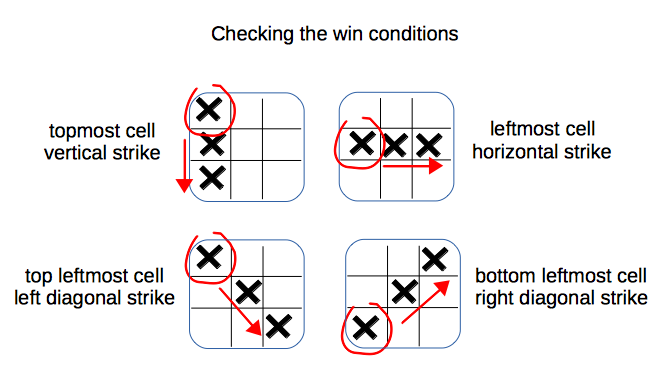 Checking the win conditions
topmost cell
vertical strike
leftmost cell
horizontal strike
top leftmost cell
left diagonal strike
bottom leftmost cell
right diagonal strike